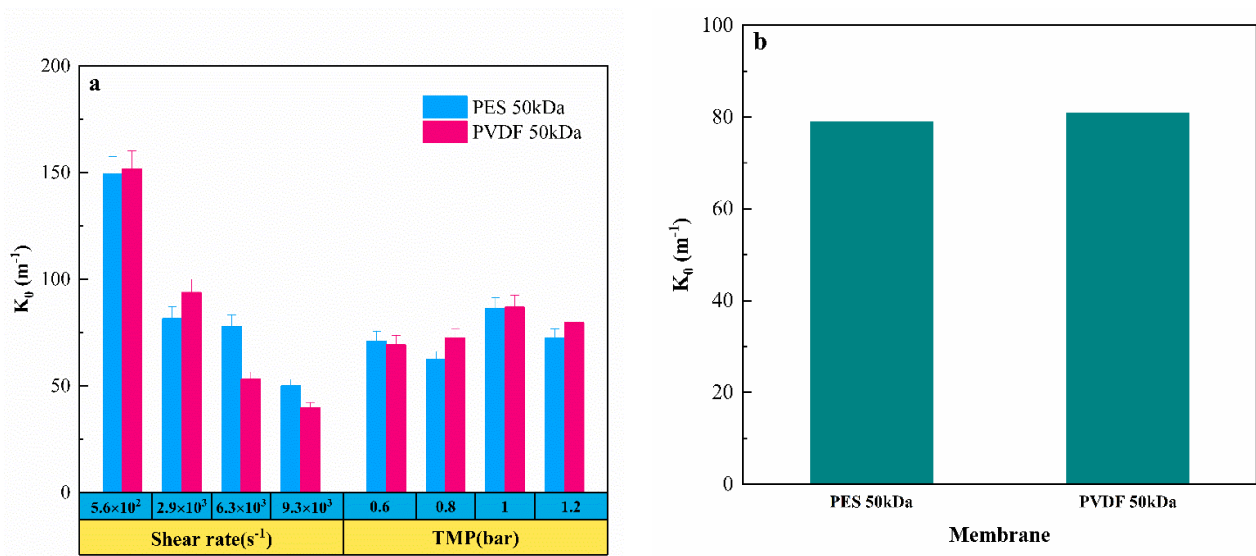 a
200
150
100
50
0
K₀ (m⁻¹)
PES 50kDa
PVDF 50kDa
5.6×10² 2.9×10³ 6.3×10³ 9.3×10³ 0.6 0.8 1 1.2
Shear rate(s⁻¹) TMP(bar)
b
100
80
60
40
20
0
K₀ (m⁻¹)
PES 50kDa PVDF 50kDa
Membrane